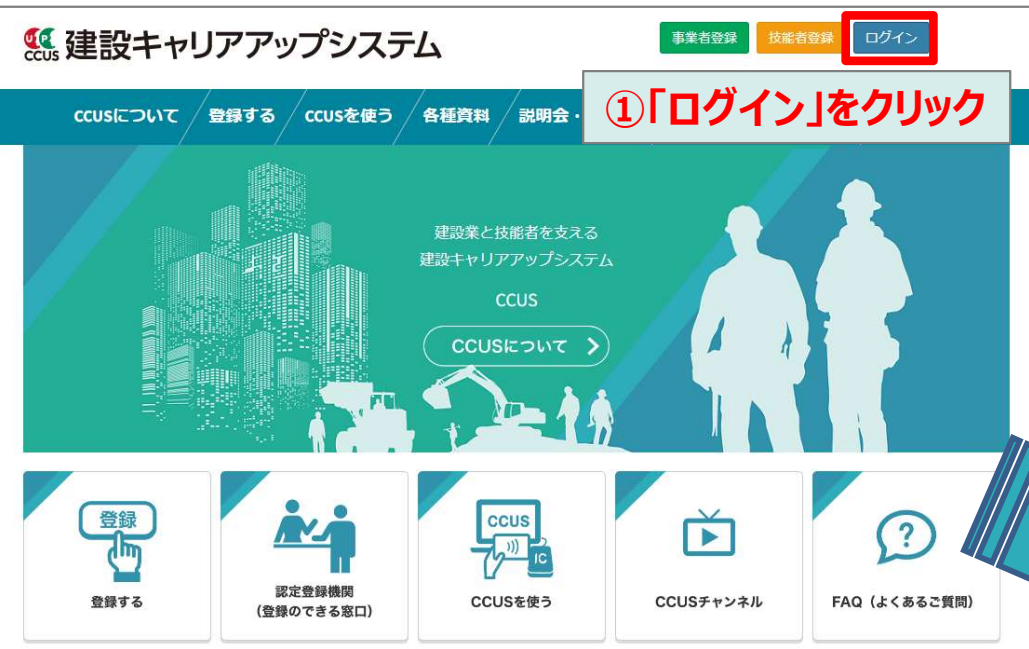 CCUS 建設キャリアアップシステム
事業者登録 技能者登録 ログイン
①「ログイン」をクリック
CCUSについて 登録する CCUSを使う 各種資料 説明会・
建設業と技能者を支える
建設キャリアアップシステム
CCUS
CCUSについて
登録
登録する
認定登録機関
(登録のできる窓口)
CCUS
IC
CCUSを使う
CCUSチャンネル
?
FAQ(よくあるご質問)